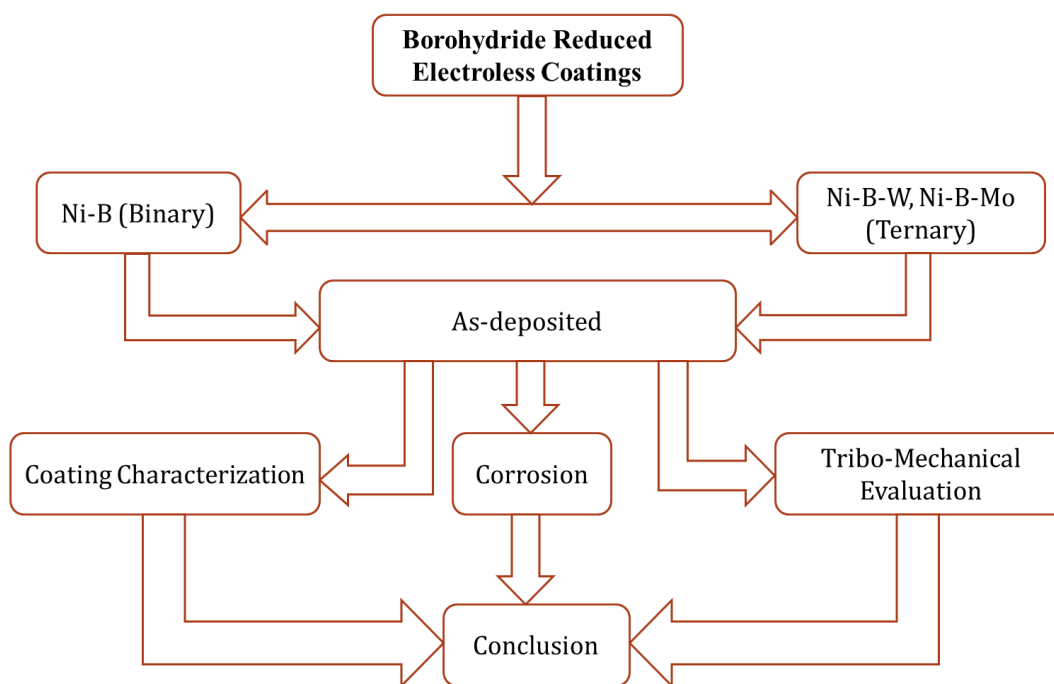 Borohydride Reduced
Electroless Coatings
Ni-B (Binary)
Ni-B-W, Ni-B-Mo
(Ternary)
As-deposited
Coating Characterization
Corrosion
Tribo-Mechanical
Evaluation
Conclusion